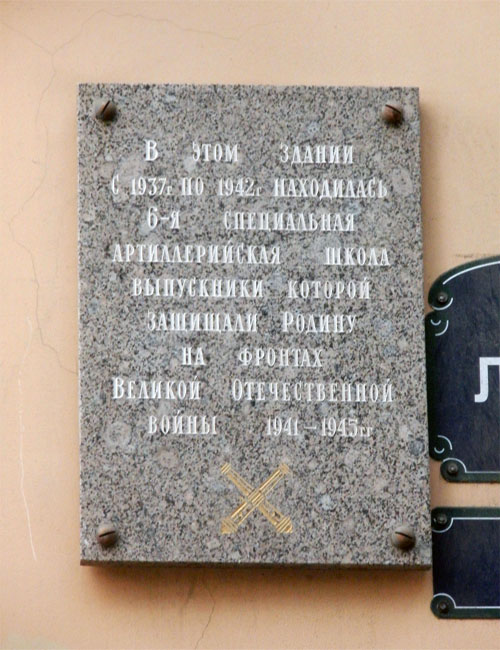 В этом здании
с 1937г по 1942г находилась
6-я специальная
артиллерийская школа
выпускники которой
защищали Родину
на фронтах
Великой Отечественной
войны 1941 – 1945гг
Л